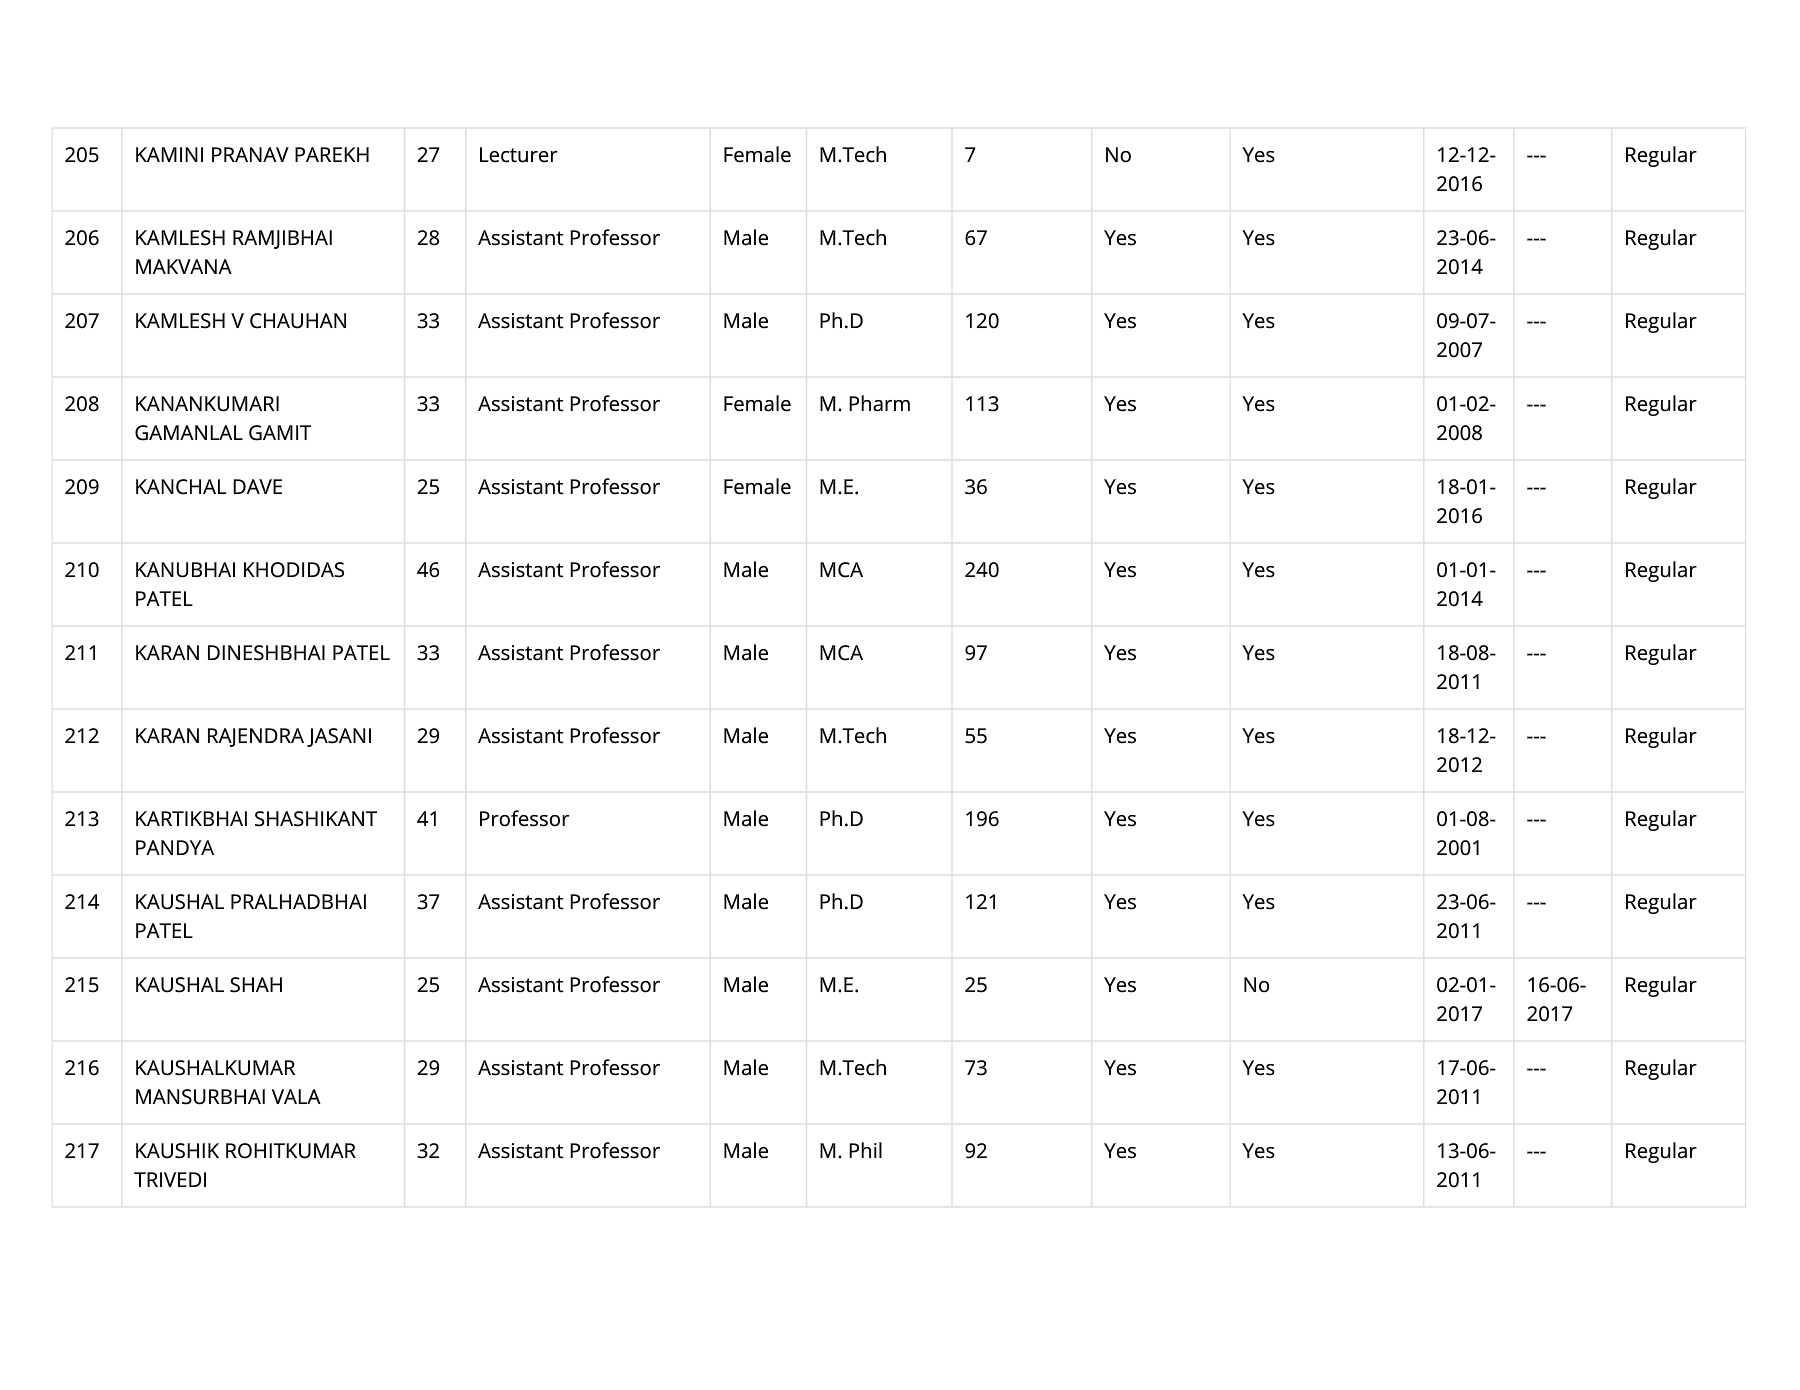 205 KAMINI PRANAV PAREKH 27 Lecturer Female M.Tech 7 No Yes 12-12- --- Regular
2016
206 KAMLESH RAMJIBHAI 28 Assistant Professor Male M.Tech 67 Yes Yes 23-06- --- Regular
MAKVANA 2014
207 KAMLESH V CHAUHAN 33 Assistant Professor Male Ph.D 120 Yes Yes 09-07- --- Regular
2007
208 KANANKUMARI 33 Assistant Professor Female M. Pharm 113 Yes Yes 01-02- --- Regular
GAMANLAL GAMIT 2008
209 KANCHAL DAVE 25 Assistant Professor Female M.E. 36 Yes Yes 18-01- --- Regular
2016
210 KANUBHAI KHODIDAS 46 Assistant Professor Male MCA 240 Yes Yes 01-01- --- Regular
PATEL 2014
211 KARAN DINESHBHAI PATEL 33 Assistant Professor Male MCA 97 Yes Yes 18-08- --- Regular
2011
212 KARAN RAJENDRA JASANI 29 Assistant Professor Male M.Tech 55 Yes Yes 18-12- --- Regular
2012
213 KARTIKBHAI SHASHIKANT 41 Professor Male Ph.D 196 Yes Yes 01-08- --- Regular
PANDYA 2001
214 KAUSHAL PRALHADBHAI 37 Assistant Professor Male Ph.D 121 Yes Yes 23-06- --- Regular
PATEL 2011
215 KAUSHAL SHAH 25 Assistant Professor Male M.E. 25 Yes No 02-01- 16-06- Regular
2017 2017
216 KAUSHALKUMAR 29 Assistant Professor Male M.Tech 73 Yes Yes 17-06- --- Regular
MANSURBHAI VALA 2011
217 KAUSHIK ROHITKUMAR 32 Assistant Professor Male M. Phil 92 Yes Yes 13-06- --- Regular
TRIVEDI 2011